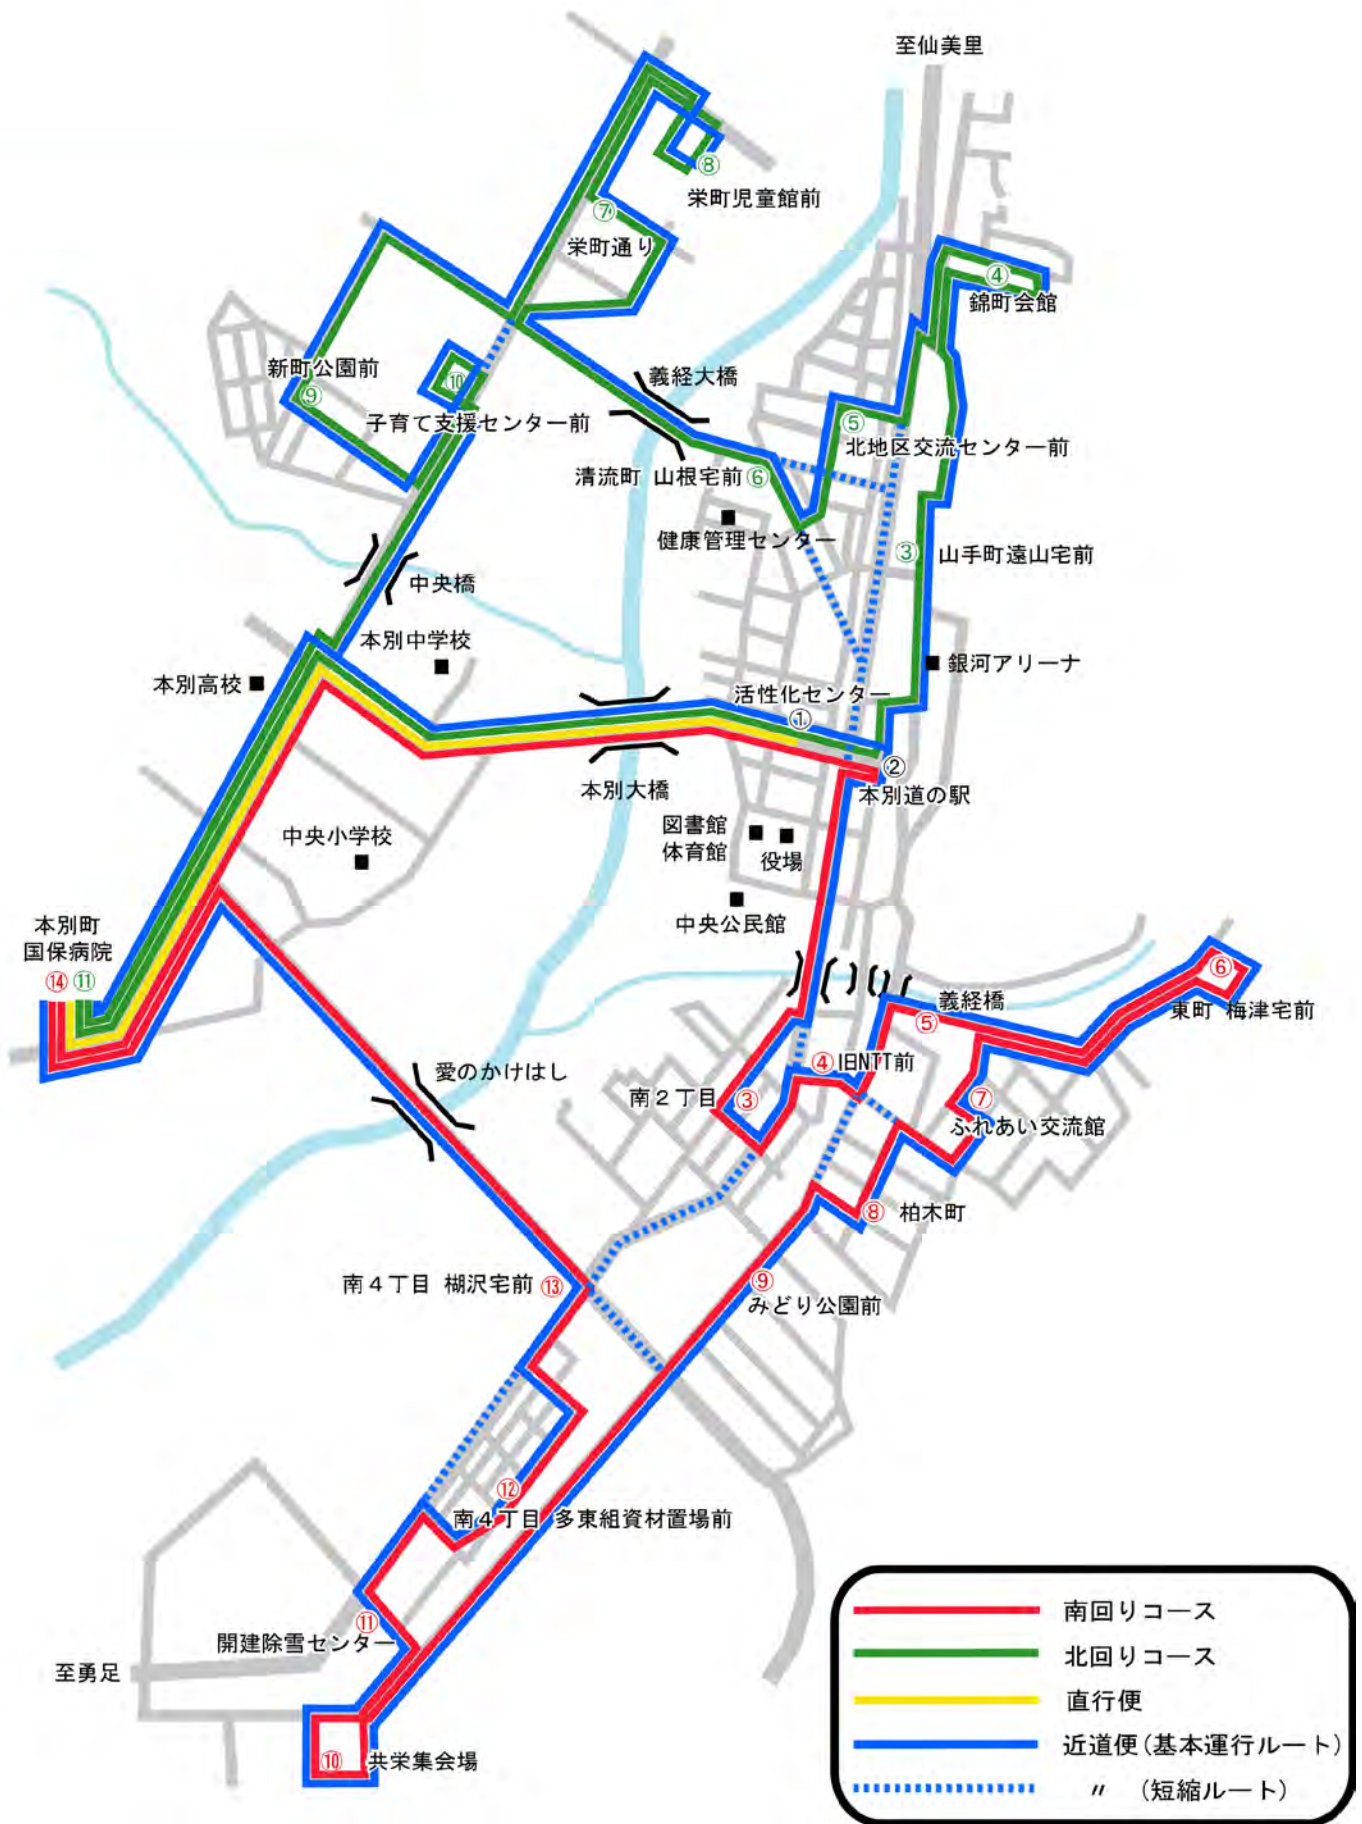 至仙美里
⑧
栄町児童館前
⑦
栄町通り
④
錦町会館
義経大橋
新町公園前
⑨
⑩
子育て支援センター前
⑤
北地区交流センター前
清流町 山根宅前 ⑥
健康管理センター
③
山手町遠山宅前
中央橋
本別中学校
本別高校
銀河アリーナ
活性化センター
①
②
本別道の駅
本別大橋
図書館
体育館
役場
中央小学校
中央公民館
本別町
国保病院
⑭ ⑪
義経橋
⑤
⑥
東町 梅津宅前
愛のかけはし
④ 旧NTT前
南2丁目 ③
⑦
ふれあい交流館
⑧ 柏木町
南4丁目 楜沢宅前 ⑬
⑨
みどり公園前
⑫
南4丁目 多東組資材置場前
⑪
開建除雪センター
至勇足
⑩ 共栄集会場
南回りコース
北回りコース
直行便
近道便(基本運行ルート)
〃 (短縮ルート)